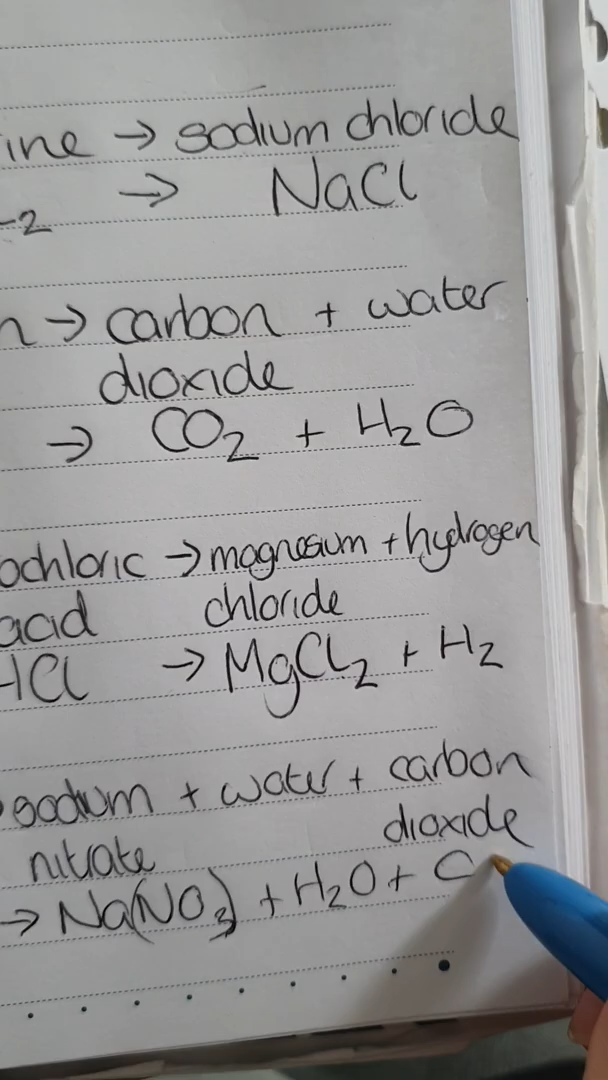 ine → sodium chloride
-2 → NaCl
n → carbon + water
dioxide
→ CO₂ + H₂O
ochloric → magnesium + hydrogen
acid chloride
HCl → MgCl₂ + H₂
sodium + water + carbon
nitrate dioxide
→ Na(NO₃) + H₂O + C